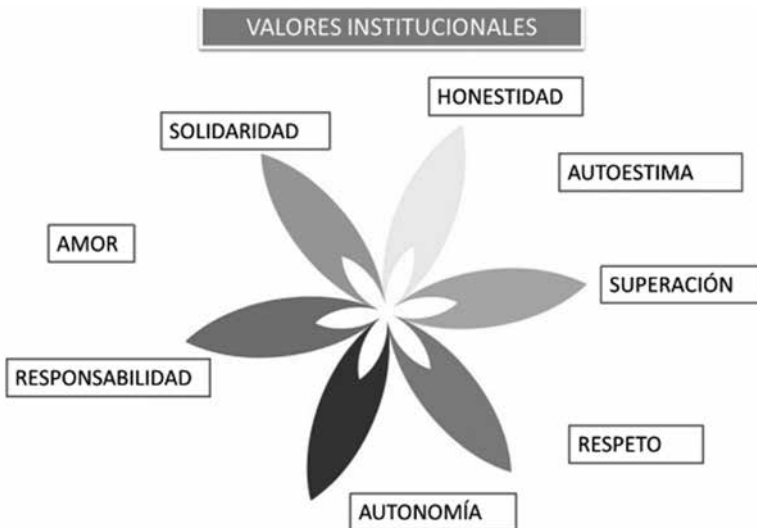 VALORES INSTITUCIONALES
HONESTIDAD
SOLIDARIDAD
AUTOESTIMA
AMOR
SUPERACIÓN
RESPONSABILIDAD
RESPETO
AUTONOMÍA